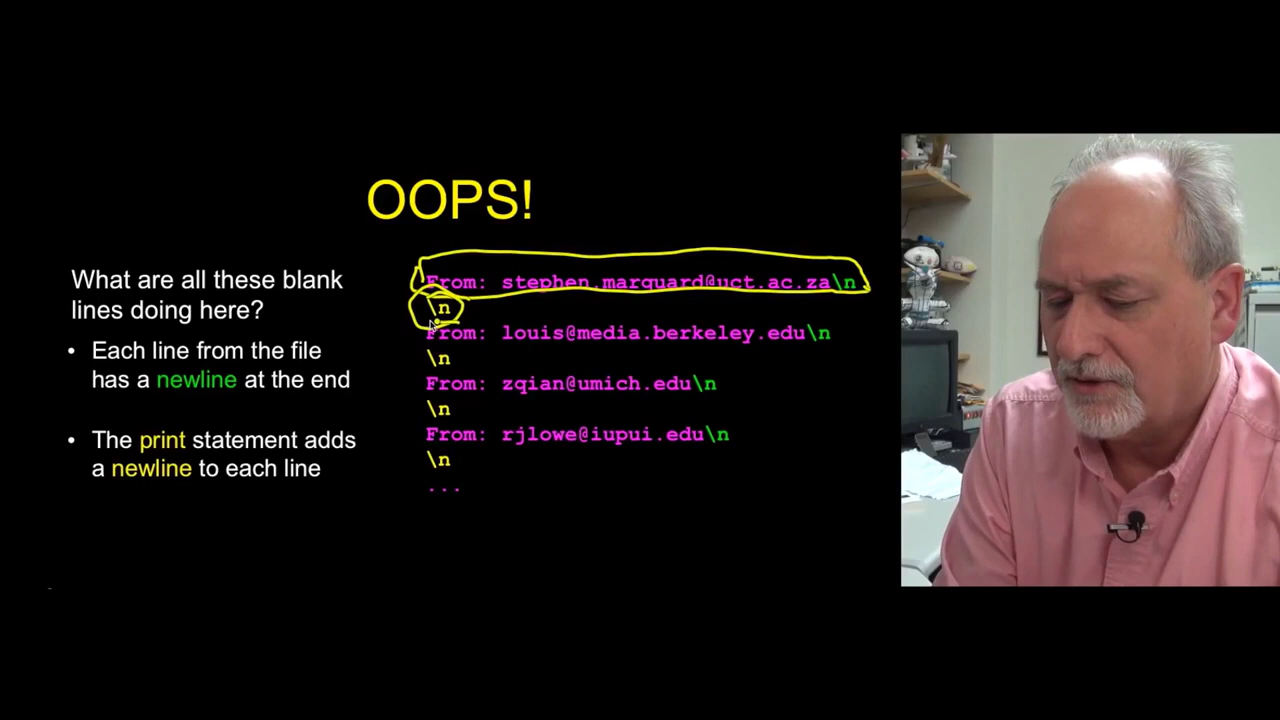 OOPS!
What are all these blank
lines doing here?
• Each line from the file
has a newline at the end
• The print statement adds
a newline to each line
From: stephen.marquard@uct.ac.za\n
\n
From: louis@media.berkeley.edu\n
\n
From: zqian@umich.edu\n
\n
From: rjlowe@iupui.edu\n
\n
...